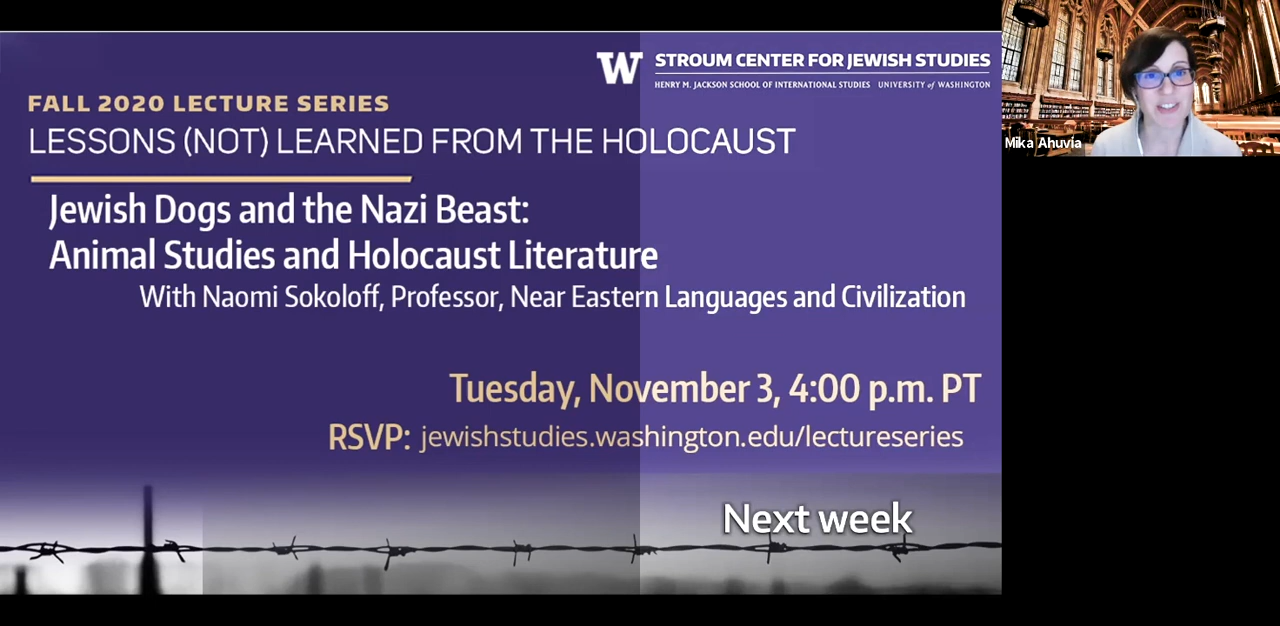 W STROUM CENTER FOR JEWISH STUDIES
HENRY M. JACKSON SCHOOL OF INTERNATIONAL STUDIES UNIVERSITY of WASHINGTON
FALL 2020 LECTURE SERIES
LESSONS (NOT) LEARNED FROM THE HOLOCAUST
Jewish Dogs and the Nazi Beast:
Animal Studies and Holocaust Literature
With Naomi Sokoloff, Professor, Near Eastern Languages and Civilization
Tuesday, November 3, 4:00 p.m. PT
RSVP: jewishstudies.washington.edu/lectureseries
Next week
Mika Ahuvia